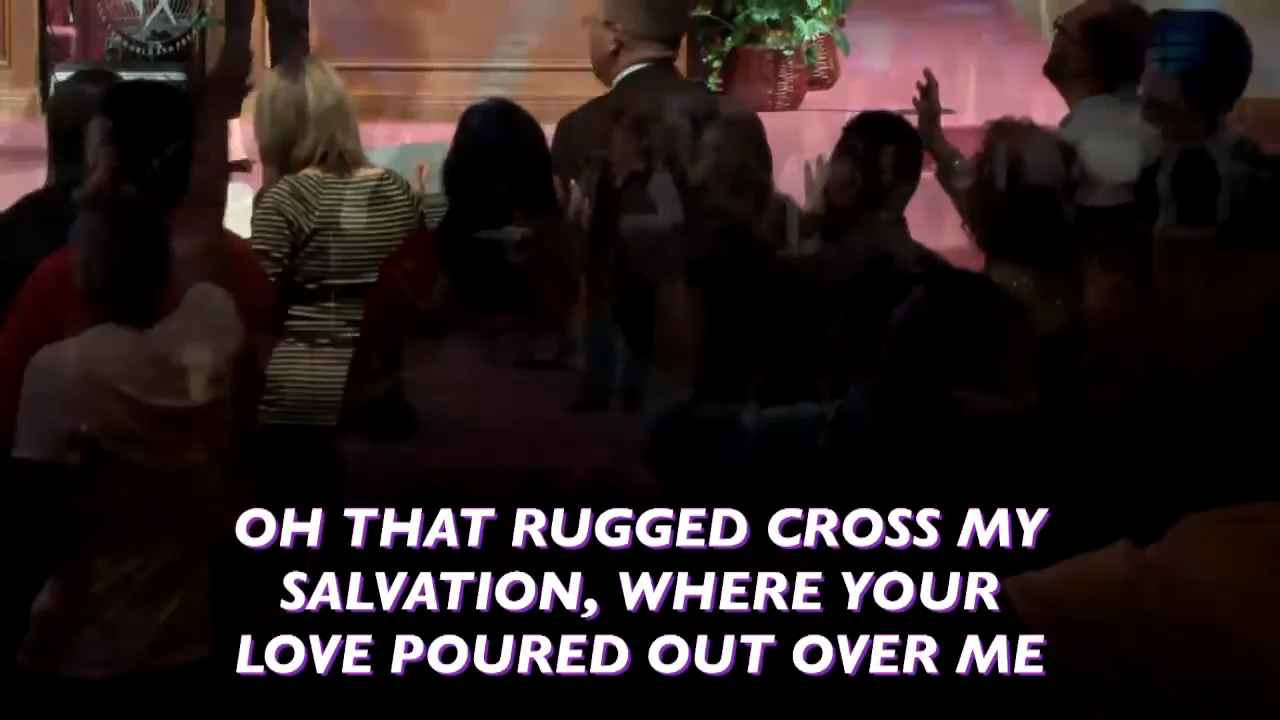 OH THAT RUGGED CROSS MY
SALVATION, WHERE YOUR
LOVE POURED OUT OVER ME